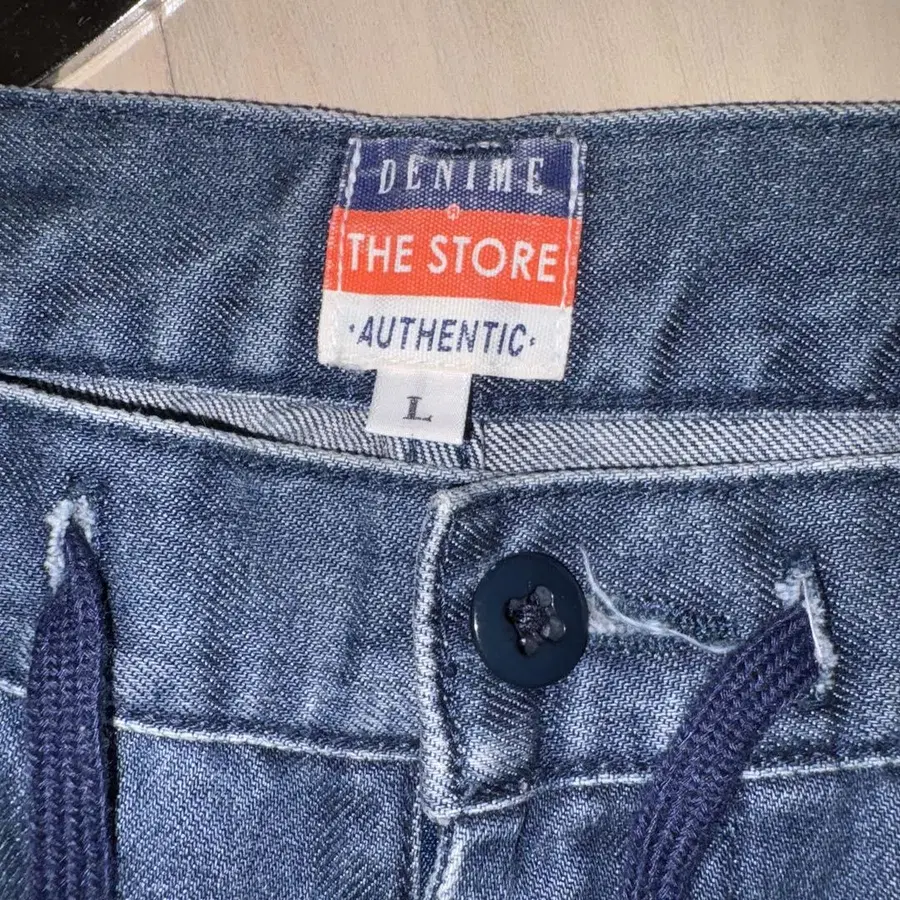 DENIME
THE STORE
·AUTHENTIC·
L